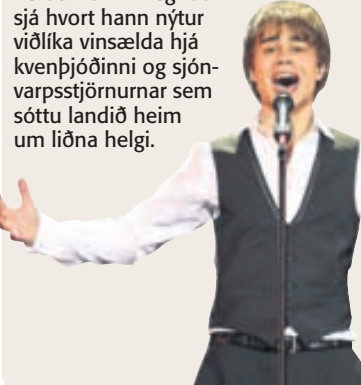 sjá hvort hann nýtur
viðlíka vinsælda hjá
kvenþjóðinni og sjón-
varpsstjörnurnar sem
sóttu landið heim
um liðna helgi.